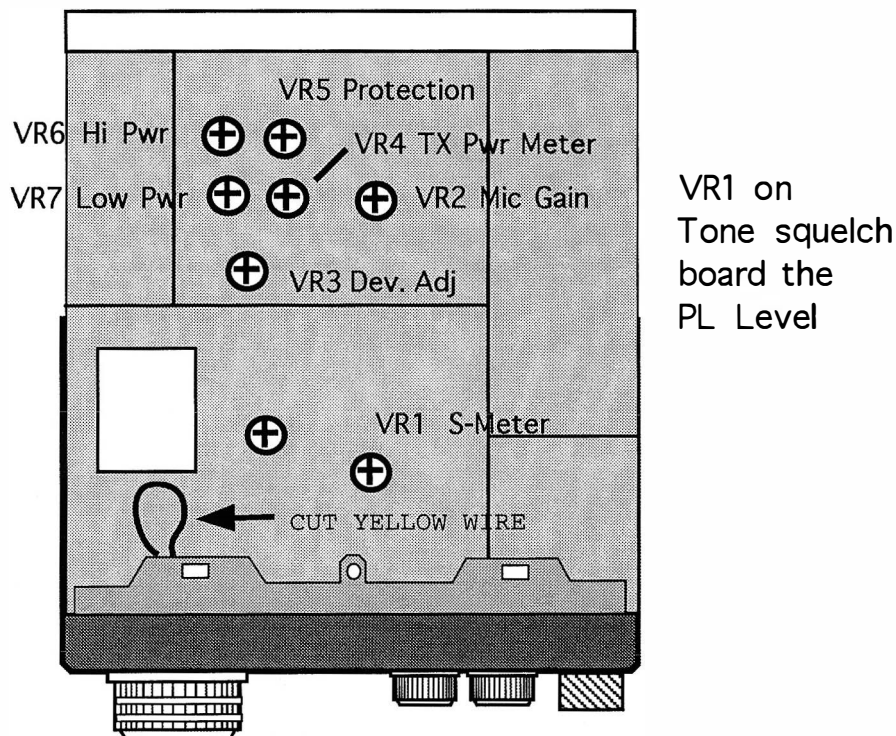 VR5 Protection
VR6 Hi Pwr
VR4 TX Pwr Meter
VR7 Low Pwr
VR2 Mic Gain
VR3 Dev. Adj
VR1 on
Tone squelch
board the
PL Level
VR1 S-Meter
CUT YELLOW WIRE